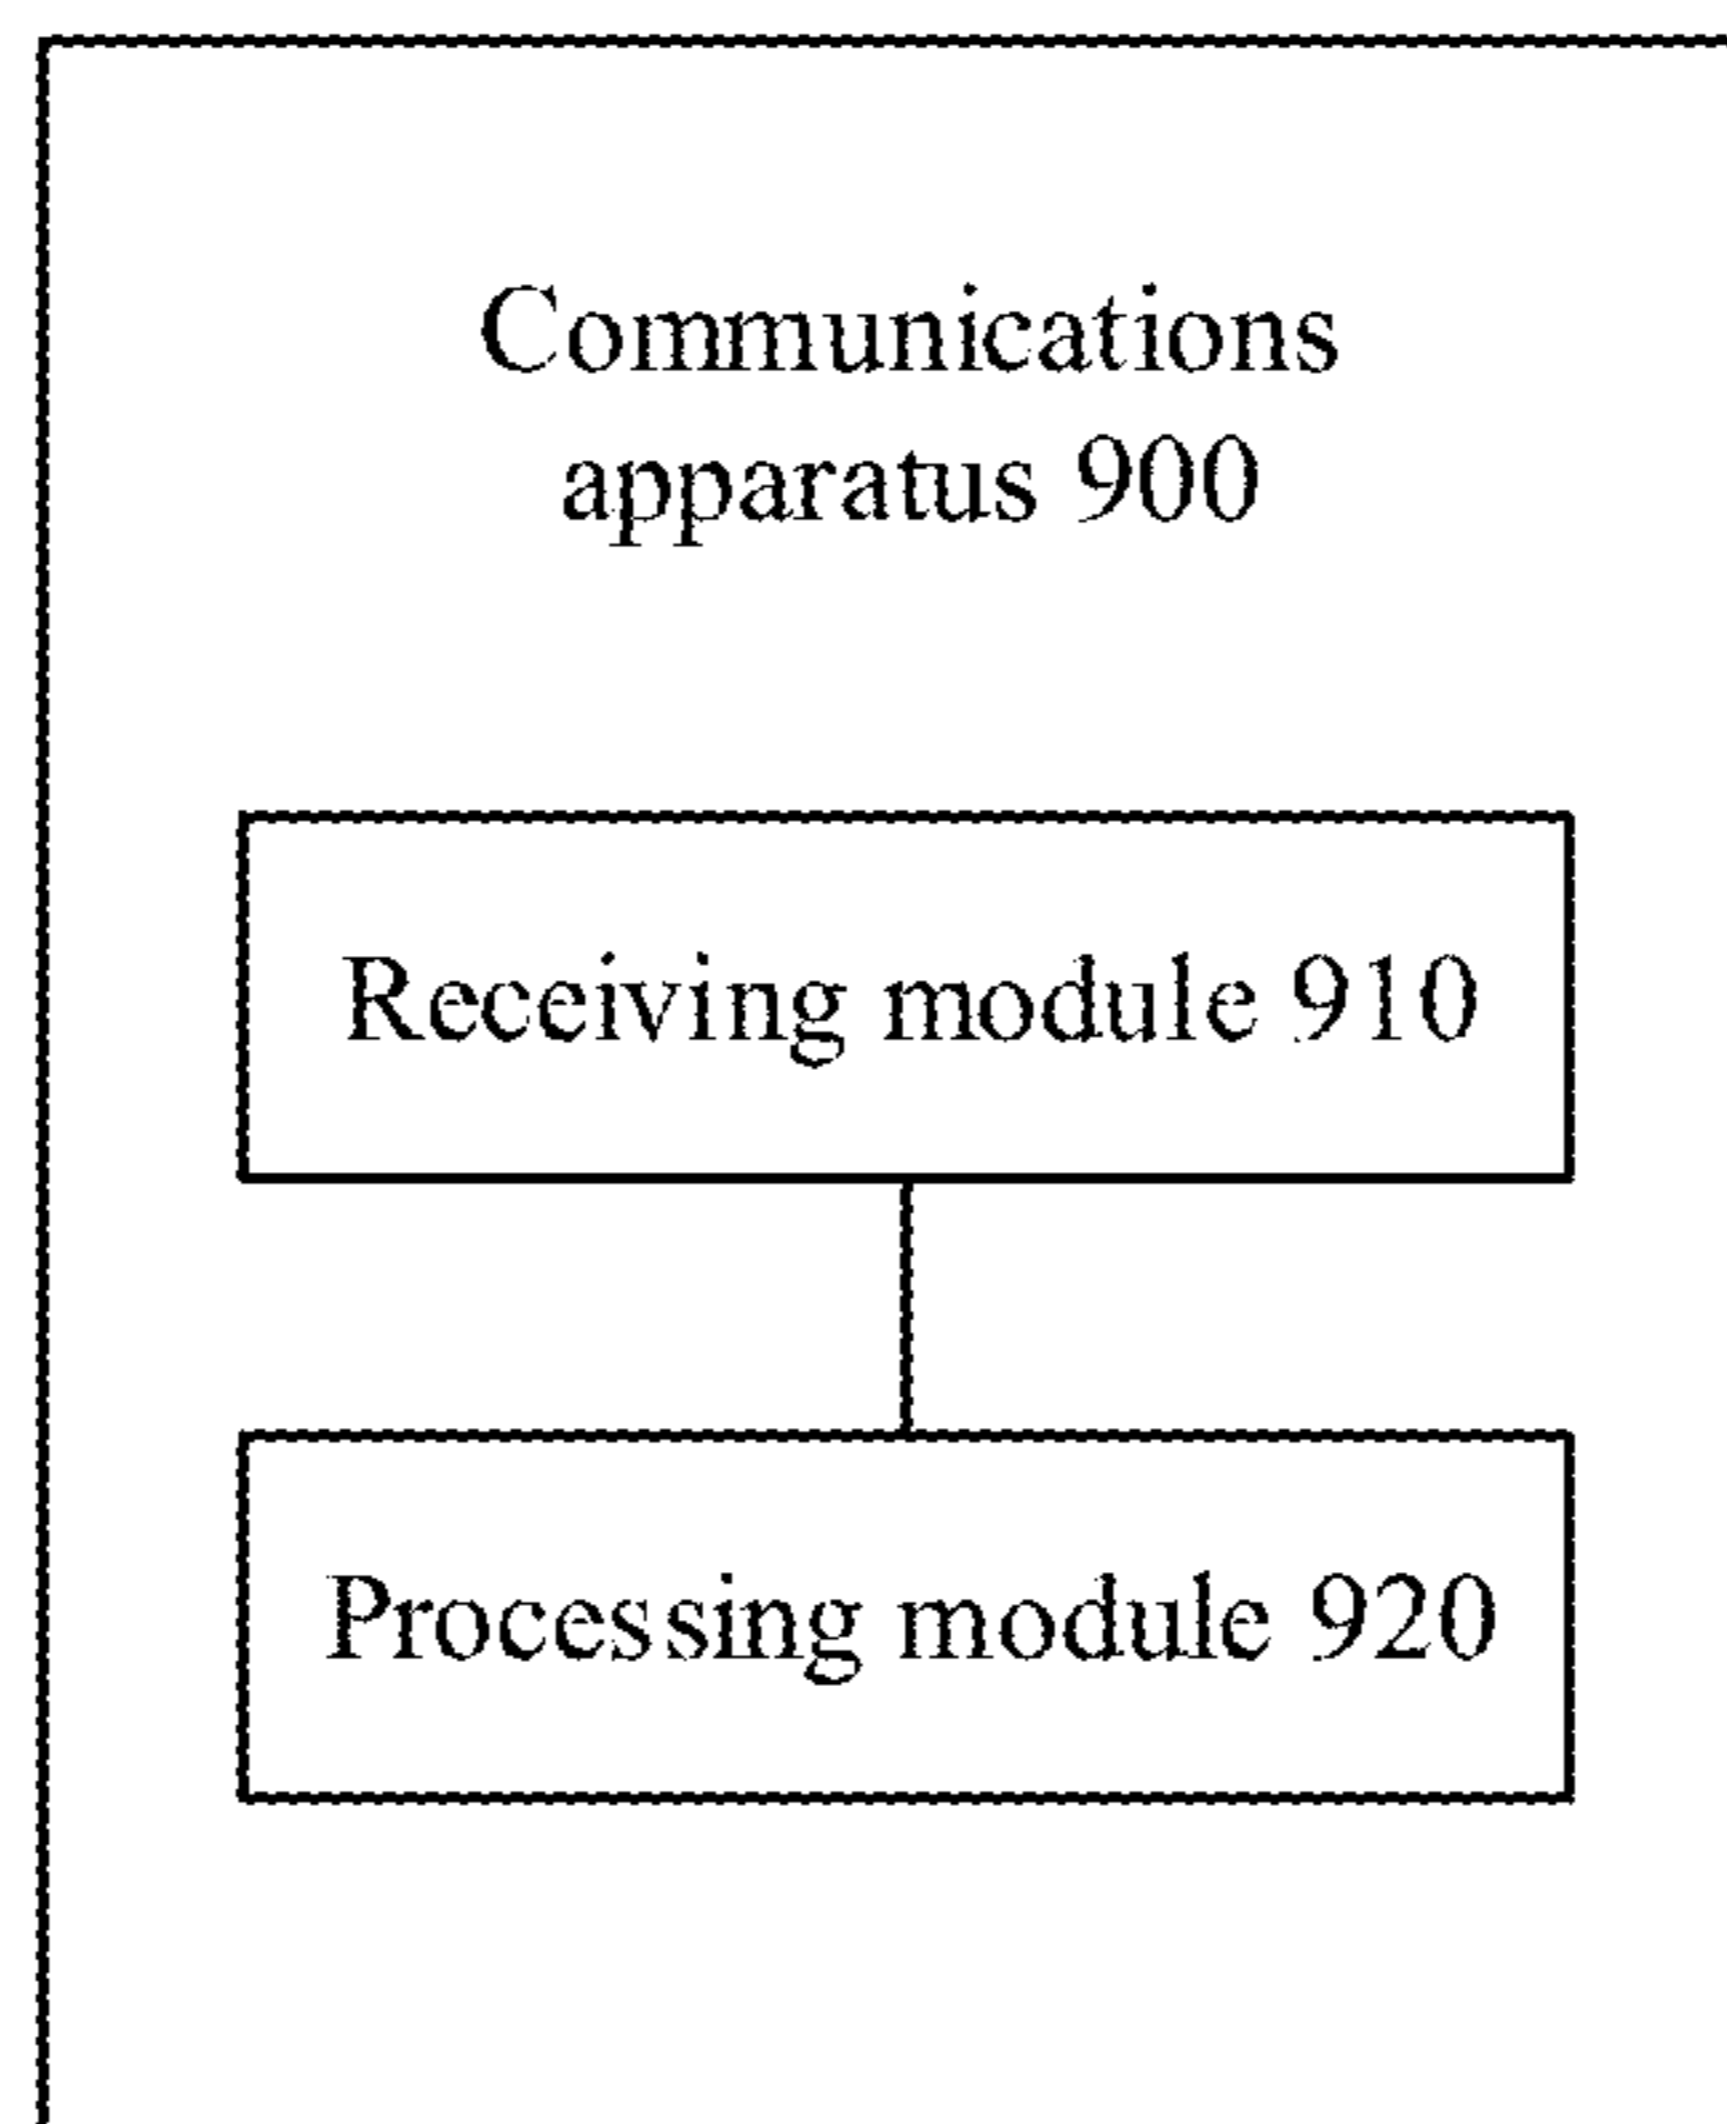 Communications
apparatus 900
Receiving module 910
Processing module 920